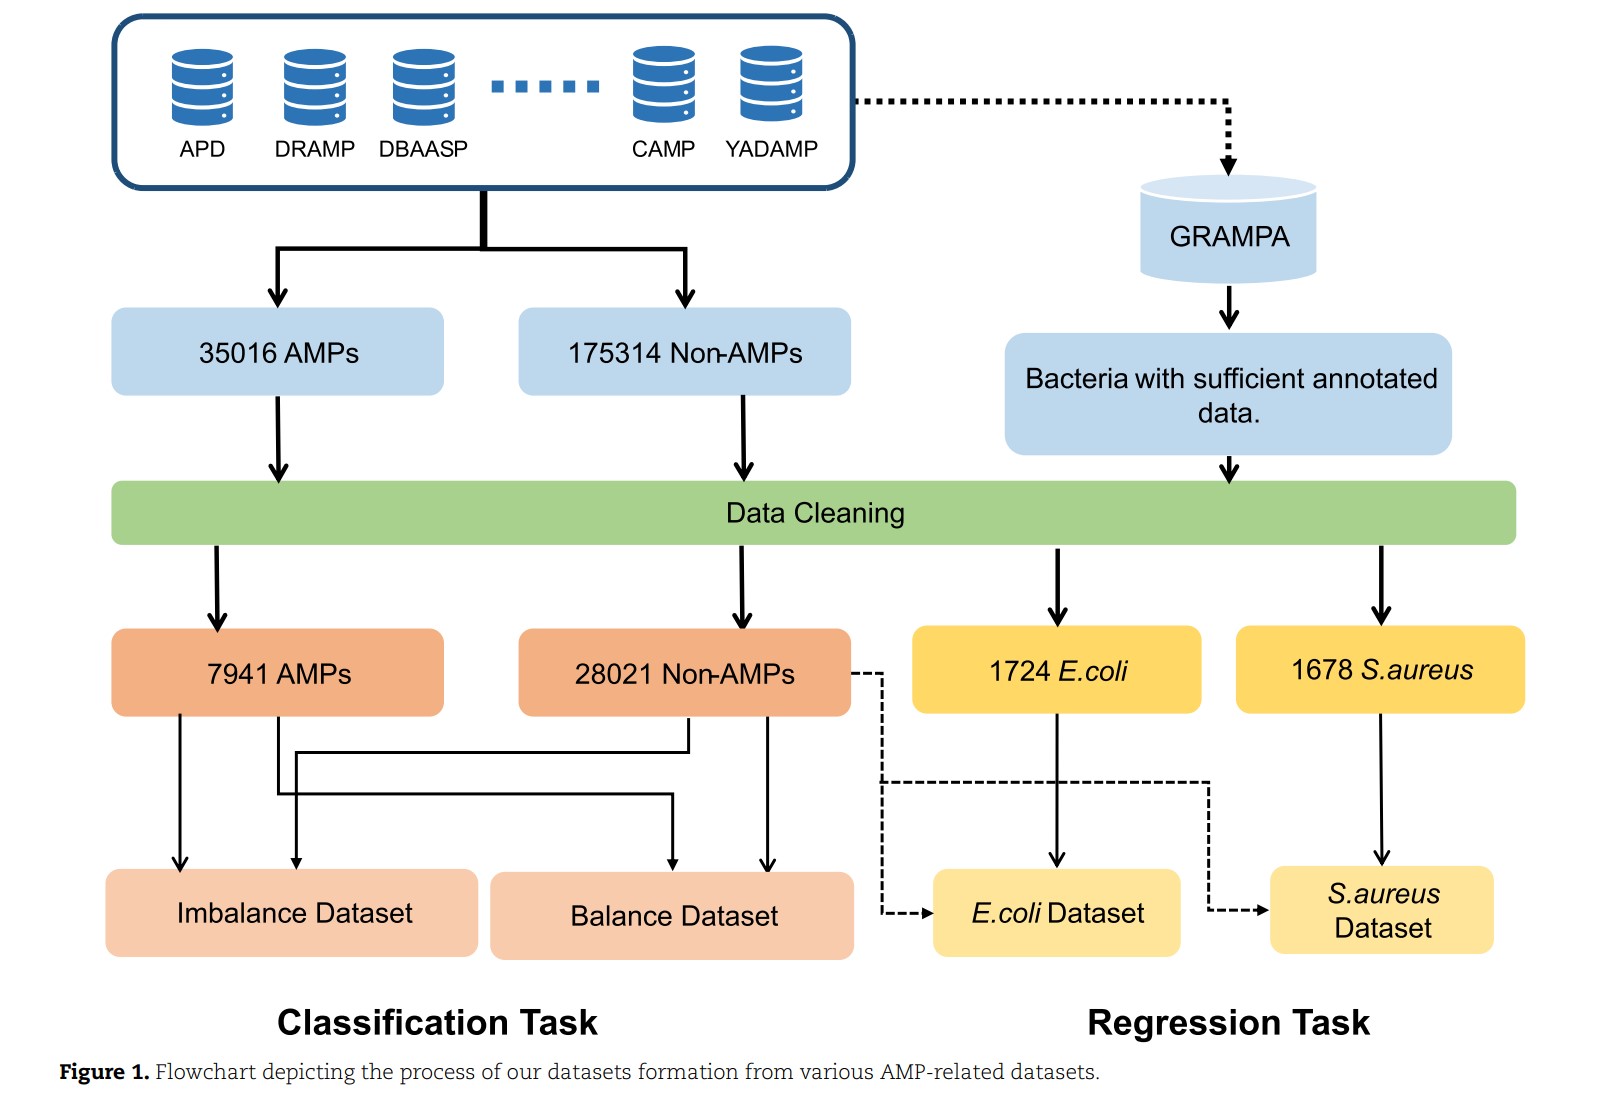 APD
DRAMP
DBAASP
CAMP
YADAMP
GRAMPA
35016 AMPs
175314 Non-AMPs
Bacteria with sufficient annotated
data.
Data Cleaning
7941 AMPs
28021 Non-AMPs
1724 E.coli
1678 S.aureus
Imbalance Dataset
Balance Dataset
E.coli Dataset
S.aureus
Dataset
Classification Task
Regression Task
Figure 1. Flowchart depicting the process of our datasets formation from various AMP-related datasets.